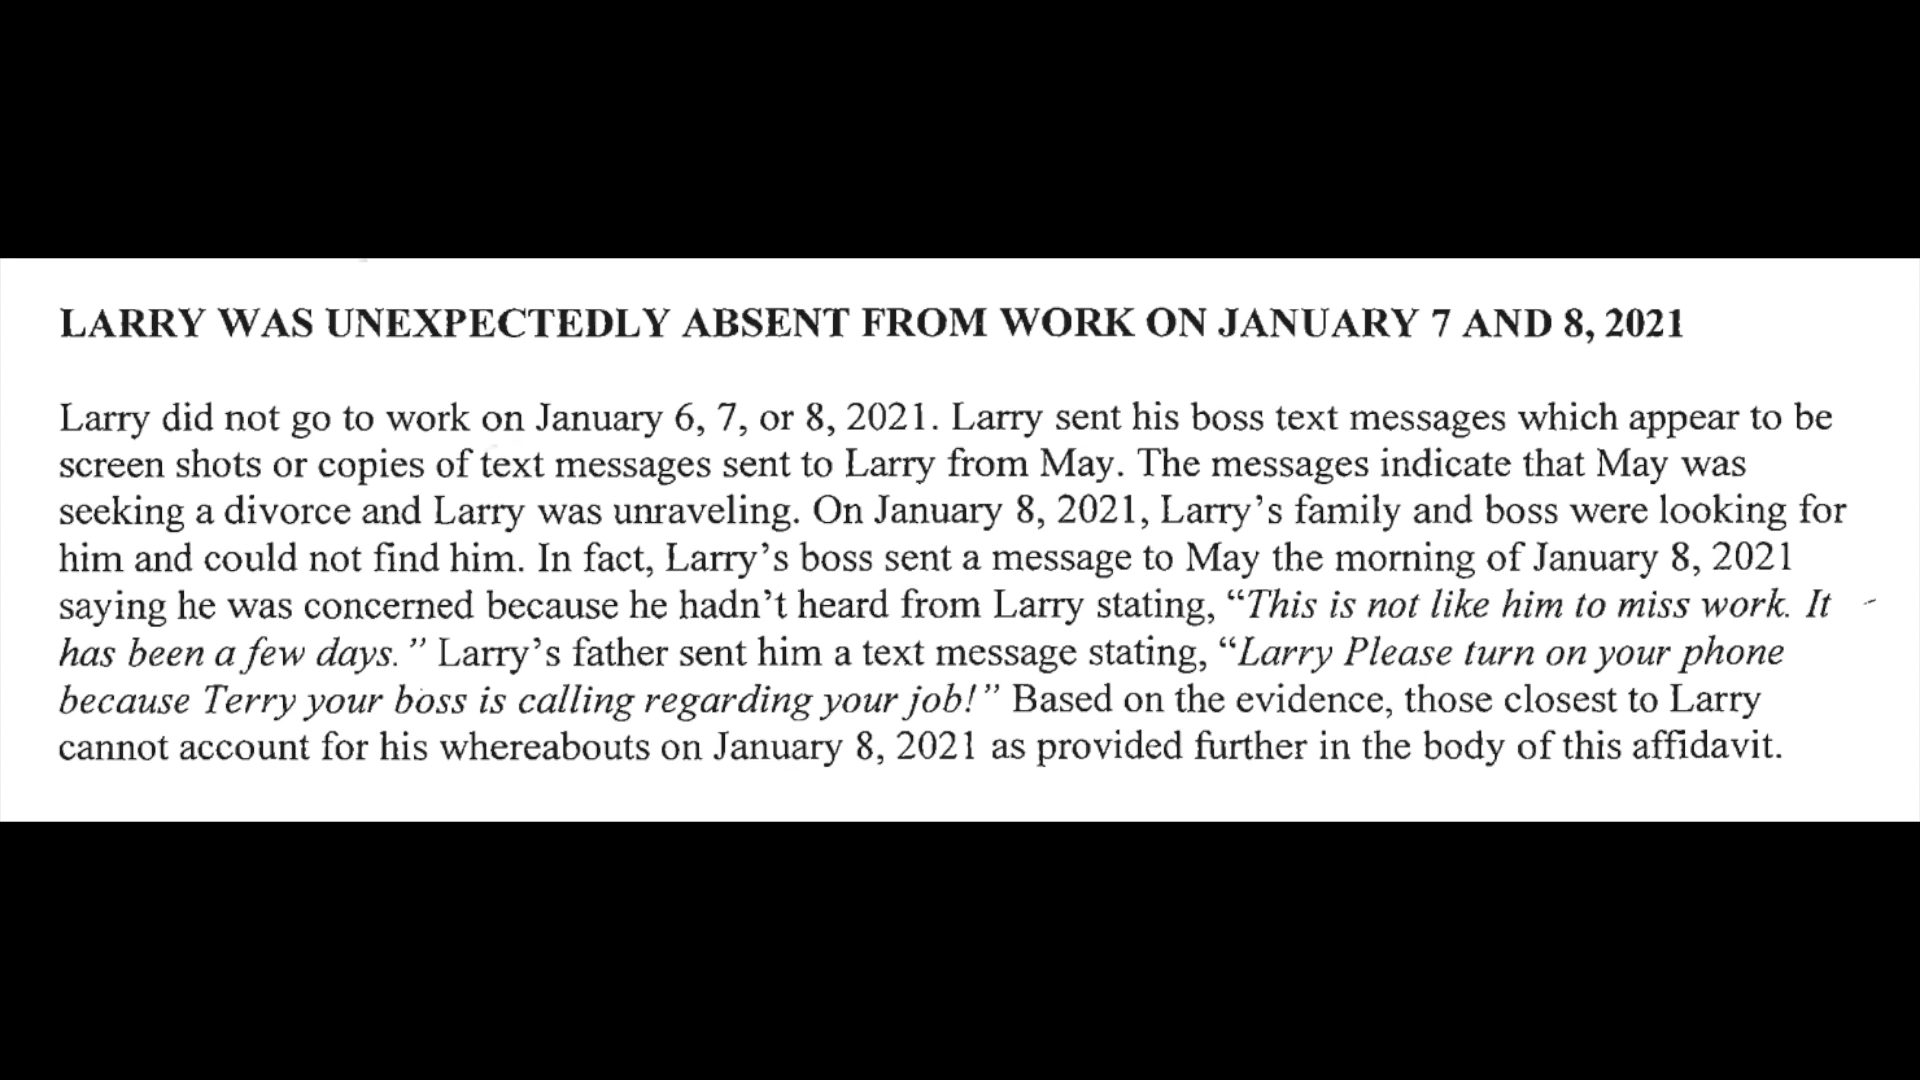 LARRY WAS UNEXPECTEDLY ABSENT FROM WORK ON JANUARY 7 AND 8, 2021
Larry did not go to work on January 6, 7, or 8, 2021. Larry sent his boss text messages which appear to be
screen shots or copies of text messages sent to Larry from May. The messages indicate that May was
seeking a divorce and Larry was unraveling. On January 8, 2021, Larry’s family and boss were looking for
him and could not find him. In fact, Larry’s boss sent a message to May the morning of January 8, 2021
saying he was concerned because he hadn’t heard from Larry stating, “This is not like him to miss work. It
has been a few days.” Larry’s father sent him a text message stating, “Larry Please turn on your phone
because Terry your boss is calling regarding your job!” Based on the evidence, those closest to Larry
cannot account for his whereabouts on January 8, 2021 as provided further in the body of this affidavit.